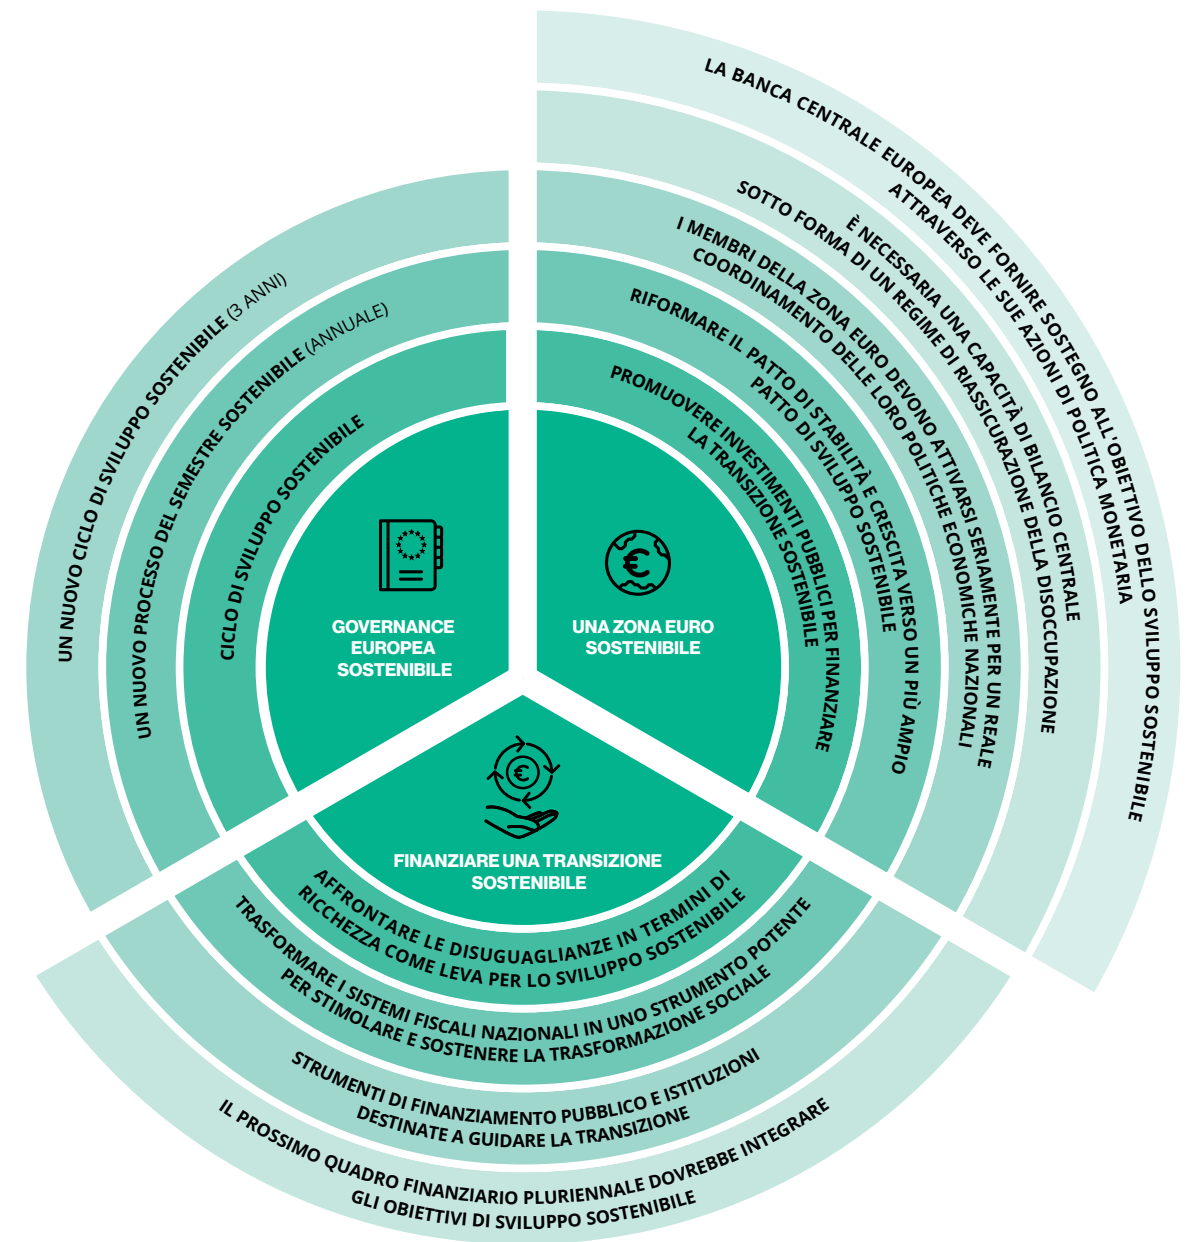 GOVERNANCE
EUROPEA
SOSTENIBILE
CICLO DI SVILUPPO SOSTENIBILE
UN NUOVO PROCESSO DEL SEMESTRE SOSTENIBILE (ANNUALE)
UN NUOVO CICLO DI SVILUPPO SOSTENIBILE (3 ANNI)
UNA ZONA EURO
SOSTENIBILE
PROMUOVERE INVESTIMENTI PUBBLICI PER FINANZIARE
LA TRANSIZIONE SOSTENIBILE
RIFORMARE IL PATTO DI STABILITÀ E CRESCITA VERSO UN PIÙ AMPIO
PATTO DI SVILUPPO SOSTENIBILE
I MEMBRI DELLA ZONA EURO DEVONO ATTIVARSI SERIAMENTE PER UN REALE
COORDINAMENTO DELLE LORO POLITICHE ECONOMICHE NAZIONALI
È NECESSARIA UNA CAPACITÀ DI BILANCIO CENTRALE
SOTTO FORMA DI UN REGIME DI RIASSICURAZIONE DELLA DISOCCUPAZIONE
LA BANCA CENTRALE EUROPEA DEVE FORNIRE SOSTEGNO ALL'OBIETTIVO DELLO SVILUPPO SOSTENIBILE
ATTRAVERSO LE SUE AZIONI DI POLITICA MONETARIA
FINANZIARE UNA TRANSIZIONE
SOSTENIBILE
AFFRONTARE LE DISUGUAGLIANZE IN TERMINI DI
RICCHEZZA COME LEVA PER LO SVILUPPO SOSTENIBILE
TRASFORMARE I SISTEMI FISCALI NAZIONALI IN UNO STRUMENTO POTENTE
PER STIMOLARE E SOSTENERE LA TRASFORMAZIONE SOCIALE
STRUMENTI DI FINANZIAMENTO PUBBLICO E ISTITUZIONI
DESTINATE A GUIDARE LA TRANSIZIONE
IL PROSSIMO QUADRO FINANZIARIO PLURIENNALE DOVREBBE INTEGRARE
GLI OBIETTIVI DI SVILUPPO SOSTENIBILE